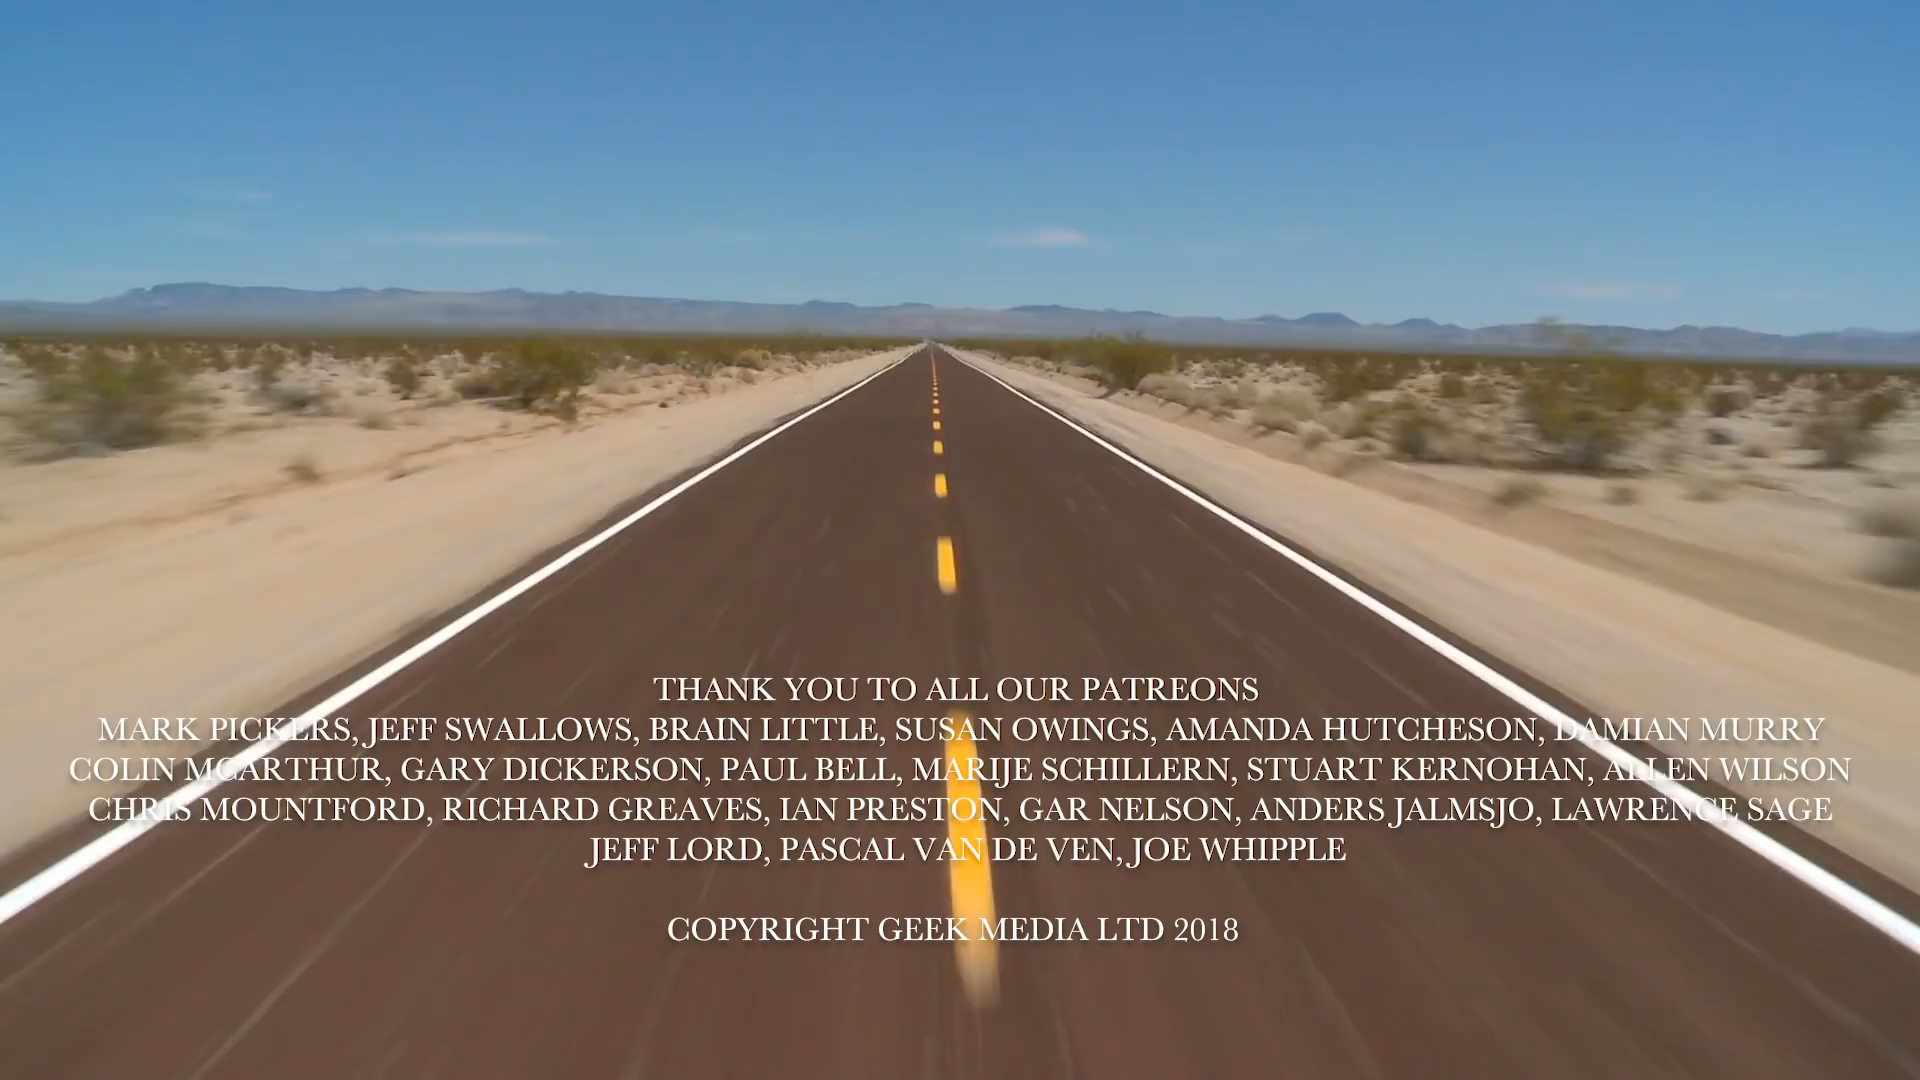 THANK YOU TO ALL OUR PATREONS
MARK PICKERS, JEFF SWALLOWS, BRAIN LITTLE, SUSAN OWINGS, AMANDA HUTCHESON, DAMIAN MURRY
COLIN MCARTHUR, GARY DICKERSON, PAUL BELL, MARIJE SCHILLERN, STUART KERNOHAN, ALLEN WILSON
CHRIS MOUNTFORD, RICHARD GREAVES, IAN PRESTON, GAR NELSON, ANDERS JALMSJO, LAWRENCE SAGE
JEFF LORD, PASCAL VAN DE VEN, JOE WHIPPLE
COPYRIGHT GEEK MEDIA LTD 2018